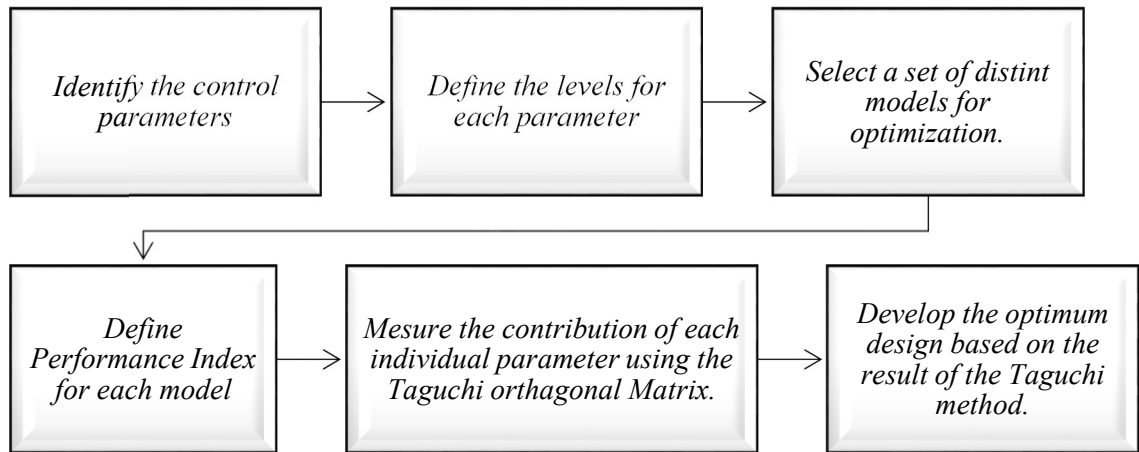 Identify the control
parameters
Define the levels for
each parameter
Select a set of distint
models for
optimization.
Define
Performance Index
for each model
Mesure the contribution of each
individual parameter using the
Taguchi orthagonal Matrix.
Develop the optimum
design based on the
result of the Taguchi
method.